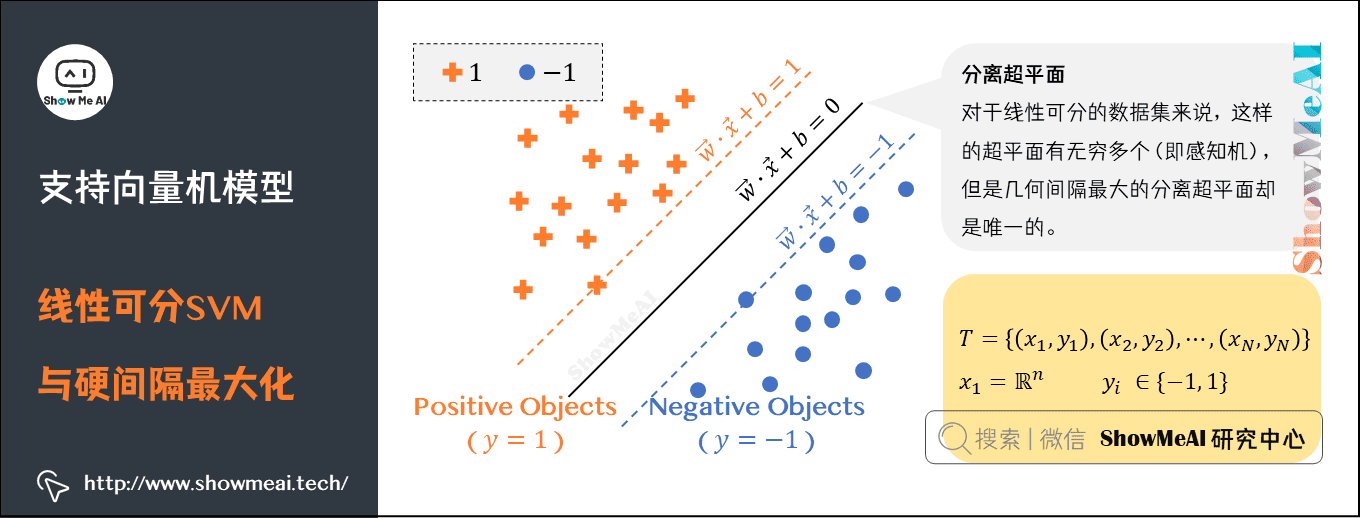 Show Me AI
支持向量机模型
线性可分SVM
与硬间隔最大化
http://www.showmeai.tech/
1 −1
w⃗ · x⃗ + b = 1
w⃗ · x⃗ + b = 0
w⃗ · x⃗ + b = −1
ShowMeAI
Positive Objects
( y = 1 )
Negative Objects
( y = −1 )
分离超平面
对于线性可分的数据集来说，这样
的超平面有无穷多个（即感知机），
但是几何间隔最大的分离超平面却
是唯一的。
ShowMeAI
T = {(x₁, y₁), (x₂, y₂), ⋯, (x_N, y_N)}
x₁ = ℝⁿ y_i ∈ {−1, 1}
搜索 | 微信 ShowMeAI 研究中心